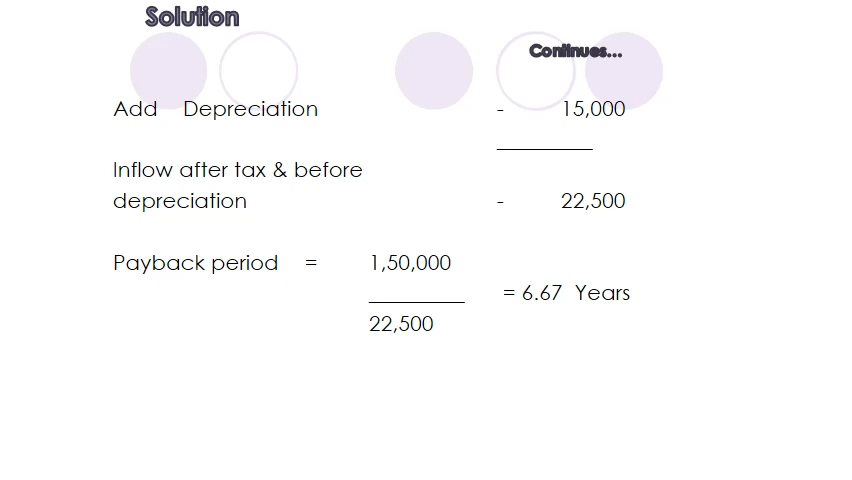 Solution
Continues...
Add Depreciation - 15,000
Inflow after tax & before
depreciation - 22,500
Payback period = 1,50,000
= 6.67 Years
22,500